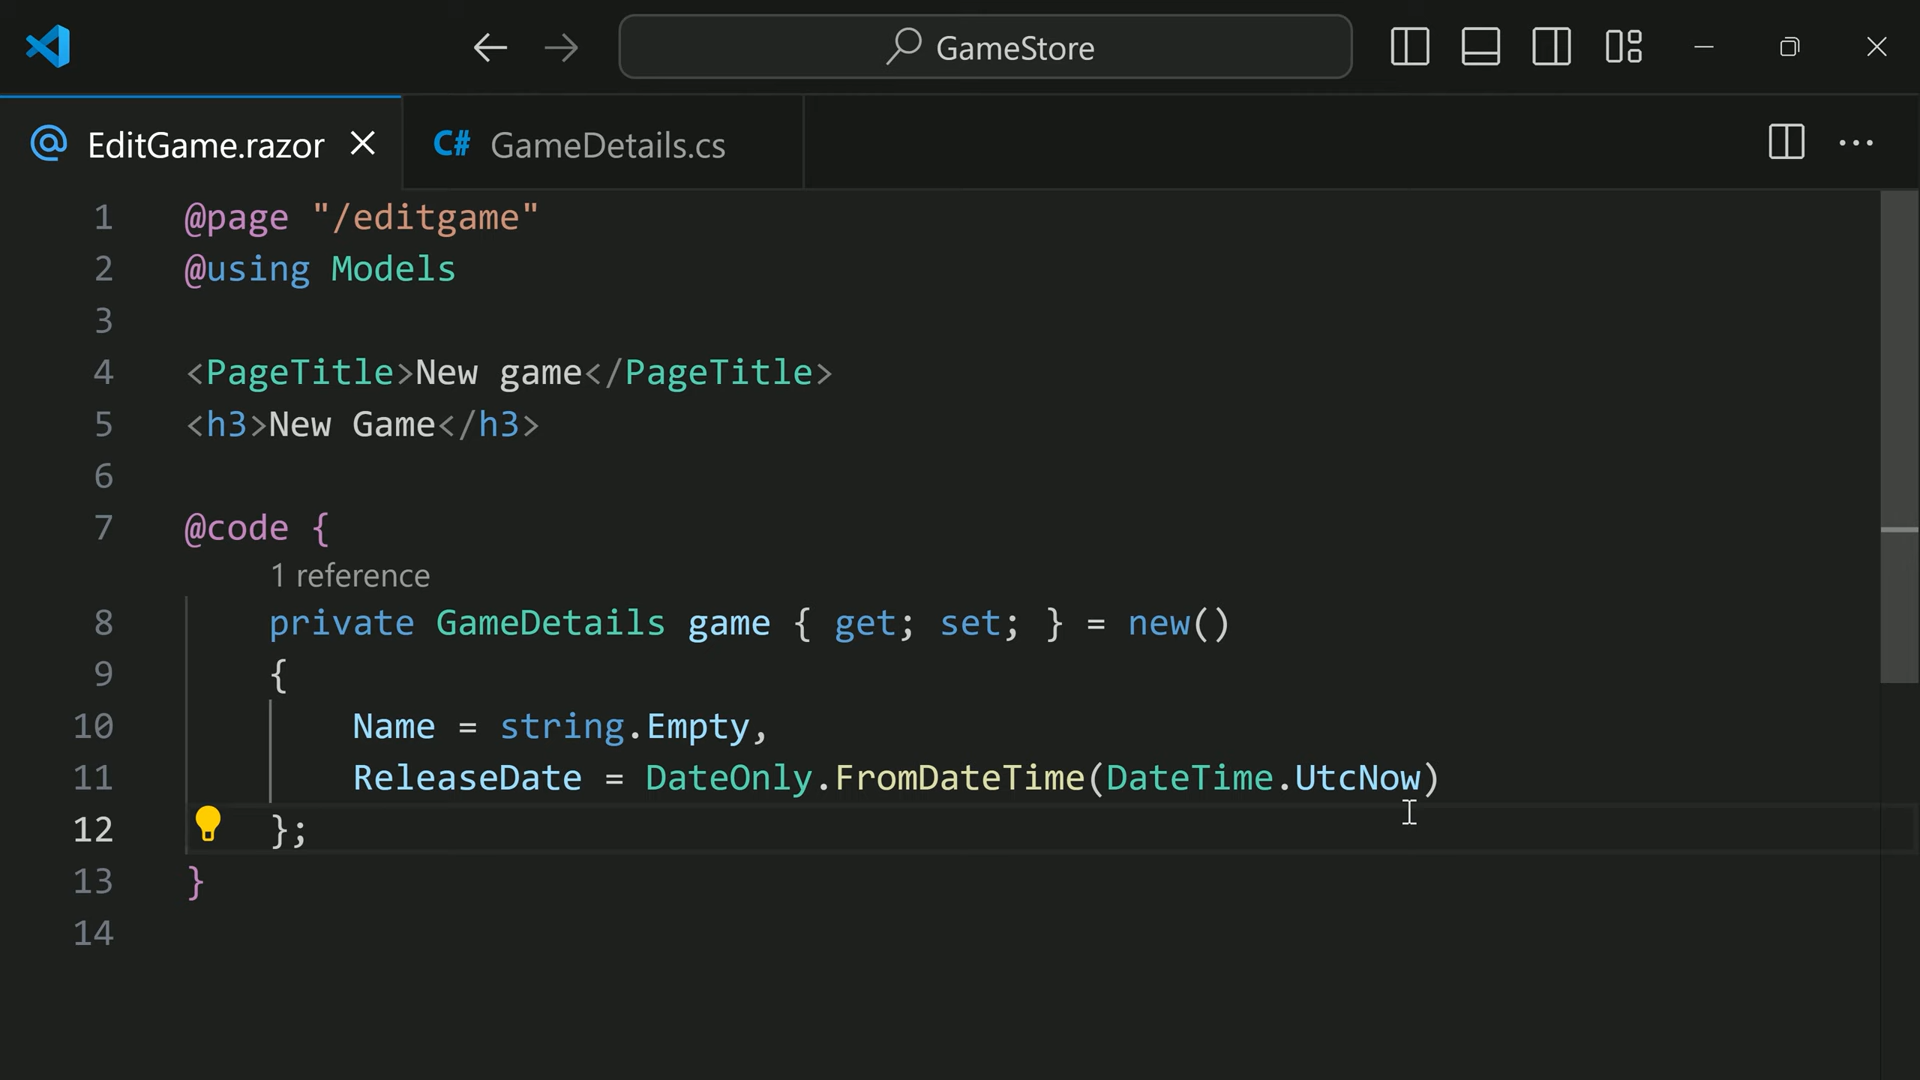 GameStore
EditGame.razor
C# GameDetails.cs
1 @page "/editgame"
2 @using Models
3
4 <PageTitle>New game</PageTitle>
5 <h3>New Game</h3>
6
7 @code {
1 reference
8 private GameDetails game { get; set; } = new()
9 {
10 Name = string.Empty,
11 ReleaseDate = DateOnly.FromDateTime(DateTime.UtcNow)
12 };
13 }
14